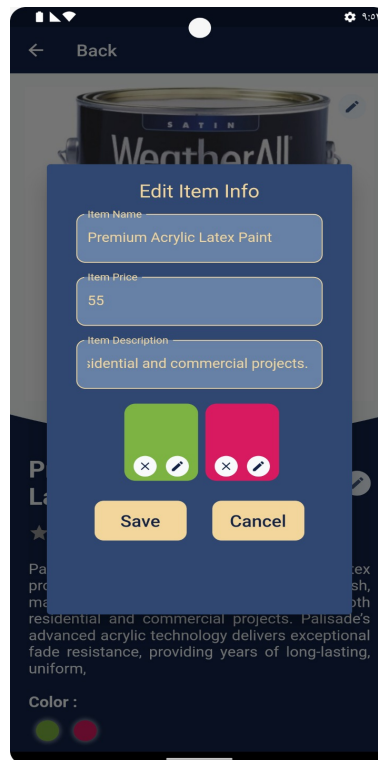 Back
SATIN
WeatherAll
Edit Item Info
Item Name
Premium Acrylic Latex Paint
Item Price
55
Item Description
sidential and commercial projects.
Save
Cancel
residential and commercial projects. Palisade's
advanced acrylic technology delivers exceptional
fade resistance, providing years of long-lasting,
uniform,
Color :